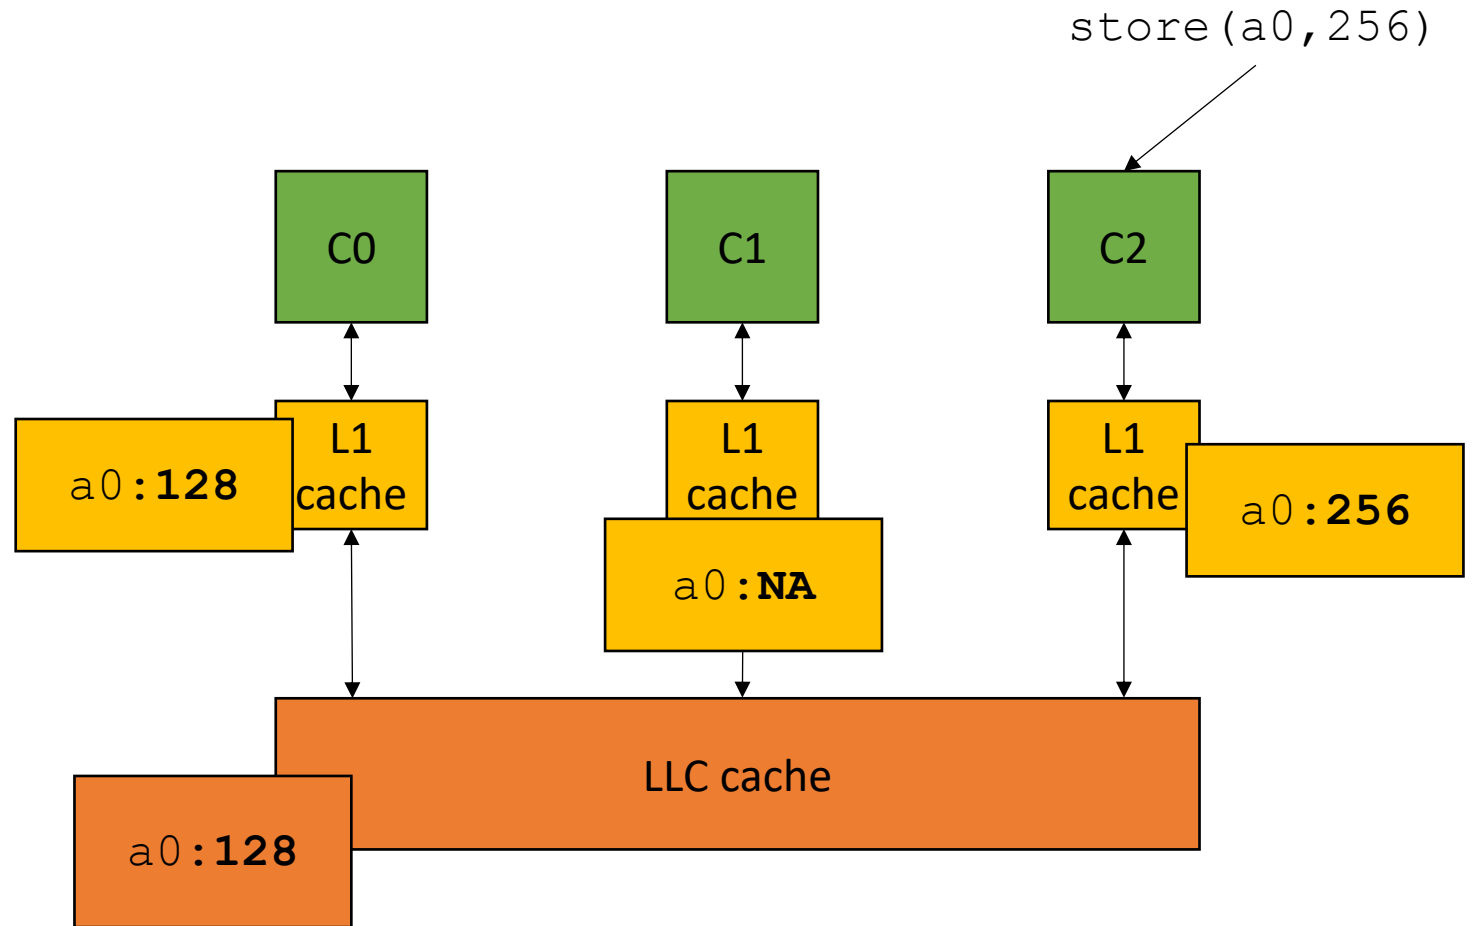 store(a0,256)
C0
C1
C2
L1
cache
L1
cache
L1
cache
a0:128
a0:NA
a0:256
LLC cache
a0:128